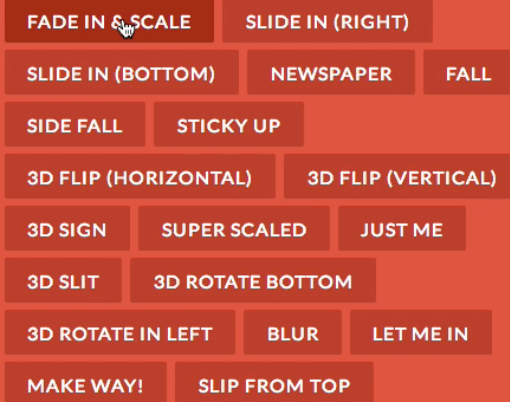 FADE IN & SCALE SLIDE IN (RIGHT)
SLIDE IN (BOTTOM) NEWSPAPER FALL
SIDE FALL STICKY UP
3D FLIP (HORIZONTAL) 3D FLIP (VERTICAL)
3D SIGN SUPER SCALED JUST ME
3D SLIT 3D ROTATE BOTTOM
3D ROTATE IN LEFT BLUR LET ME IN
MAKE WAY! SLIP FROM TOP